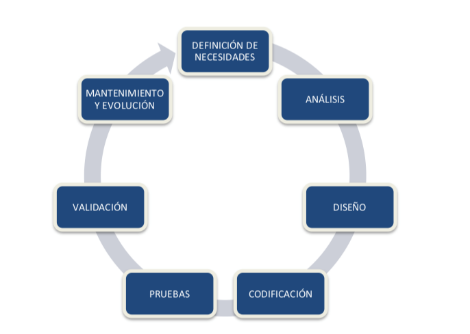 DEFINICIÓN DE
NECESIDADES
ANÁLISIS
DISEÑO
CODIFICACIÓN
PRUEBAS
VALIDACIÓN
MANTENIMIENTO
Y EVOLUCIÓN